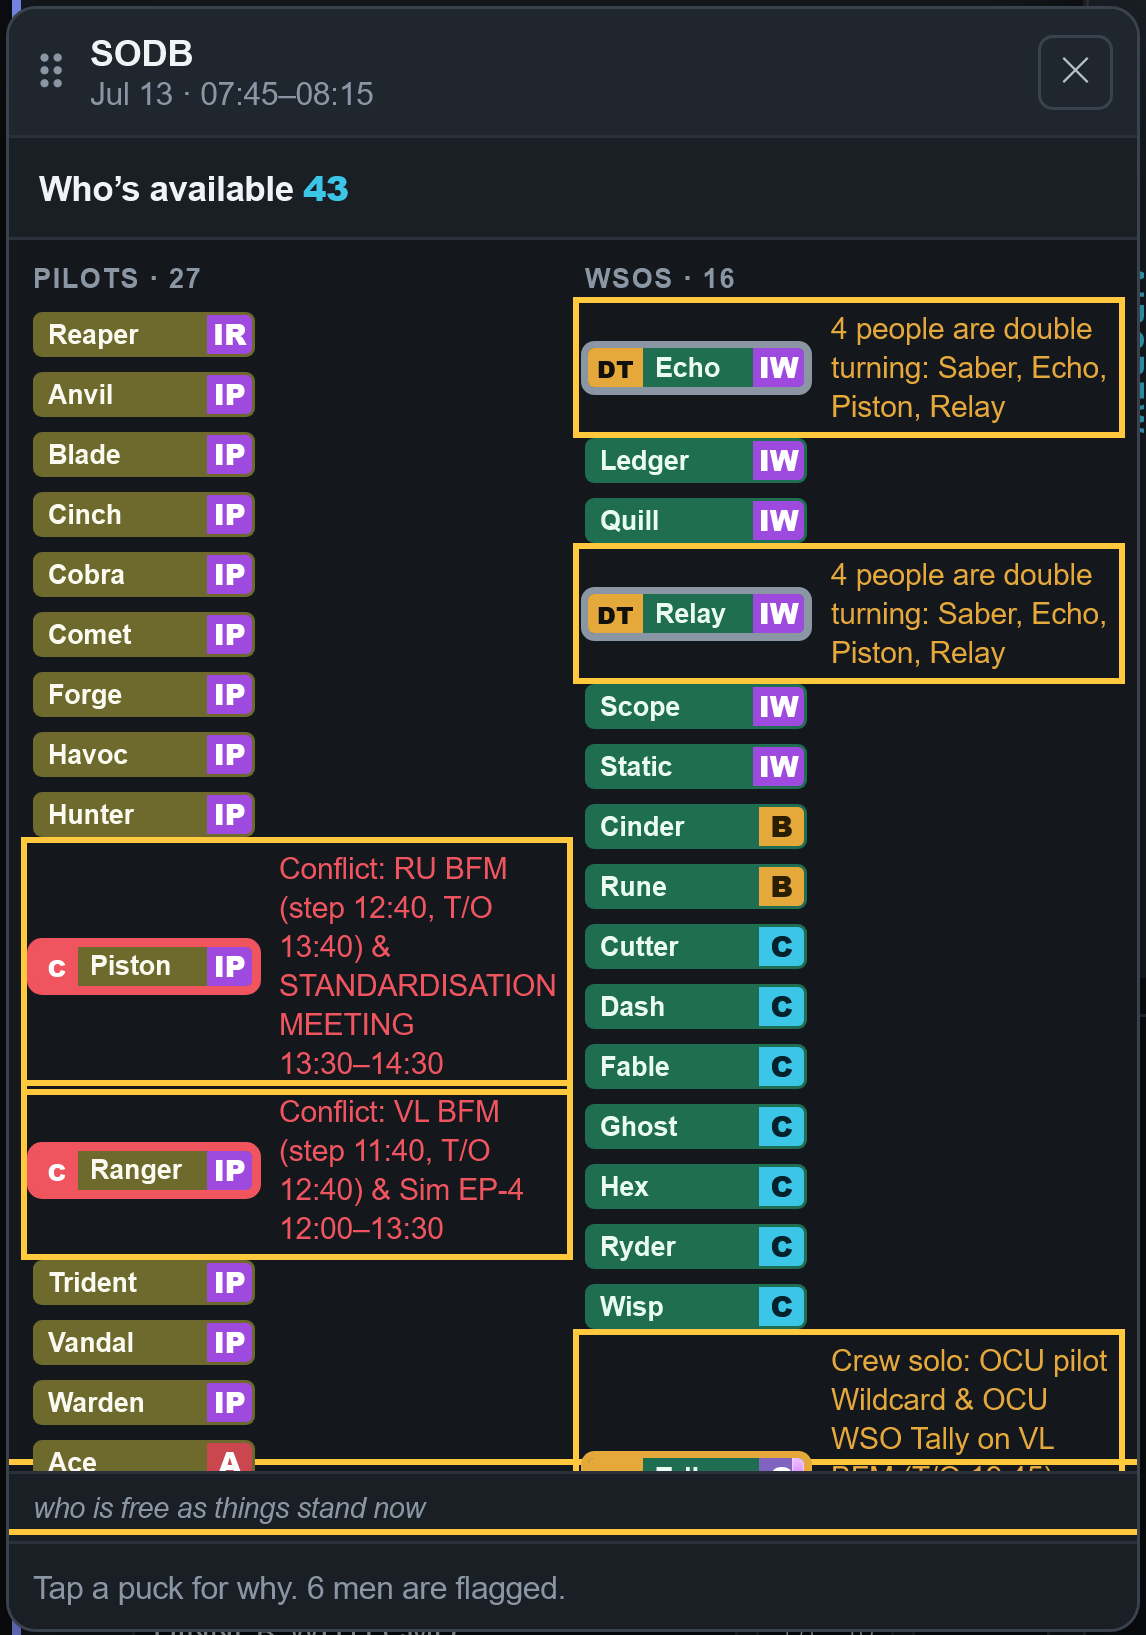 SODB
Jul 13 · 07:45–08:15
Who’s available 43
PILOTS · 27
Reaper IR
Anvil IP
Blade IP
Cinch IP
Cobra IP
Comet IP
Forge IP
Havoc IP
Hunter IP
c Piston IP
Conflict: RU BFM
(step 12:40, T/O
13:40) &
STANDARDISATION
MEETING
13:30–14:30
c Ranger IP
Conflict: VL BFM
(step 11:40, T/O
12:40) & Sim EP-4
12:00–13:30
Trident IP
Vandal IP
Warden IP
Ace A
WSOS · 16
DT Echo IW
4 people are double
turning: Saber, Echo,
Piston, Relay
Ledger IW
Quill IW
DT Relay IW
4 people are double
turning: Saber, Echo,
Piston, Relay
Scope IW
Static IW
Cinder B
Rune B
Cutter C
Dash C
Fable C
Ghost C
Hex C
Ryder C
Wisp C
Crew solo: OCU pilot
Wildcard & OCU
WSO Tally on VL
who is free as things stand now
Tap a puck for why. 6 men are flagged.